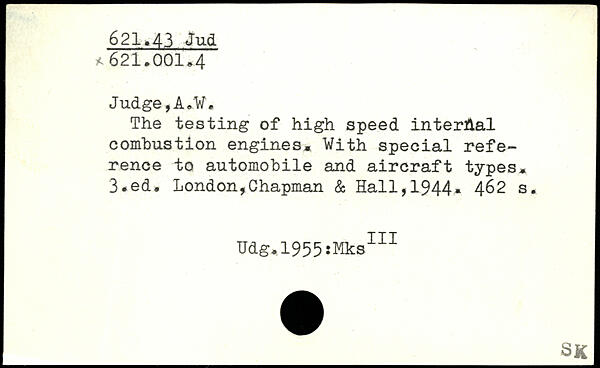 621.43 Jud
×621.001.4
Judge,A.W.
The testing of high speed internal
combustion engines. With special refe-
rence to automobile and aircraft types.
3.ed. London,Chapman & Hall,1944. 462 s.
Udg.1955:Mks III
SK